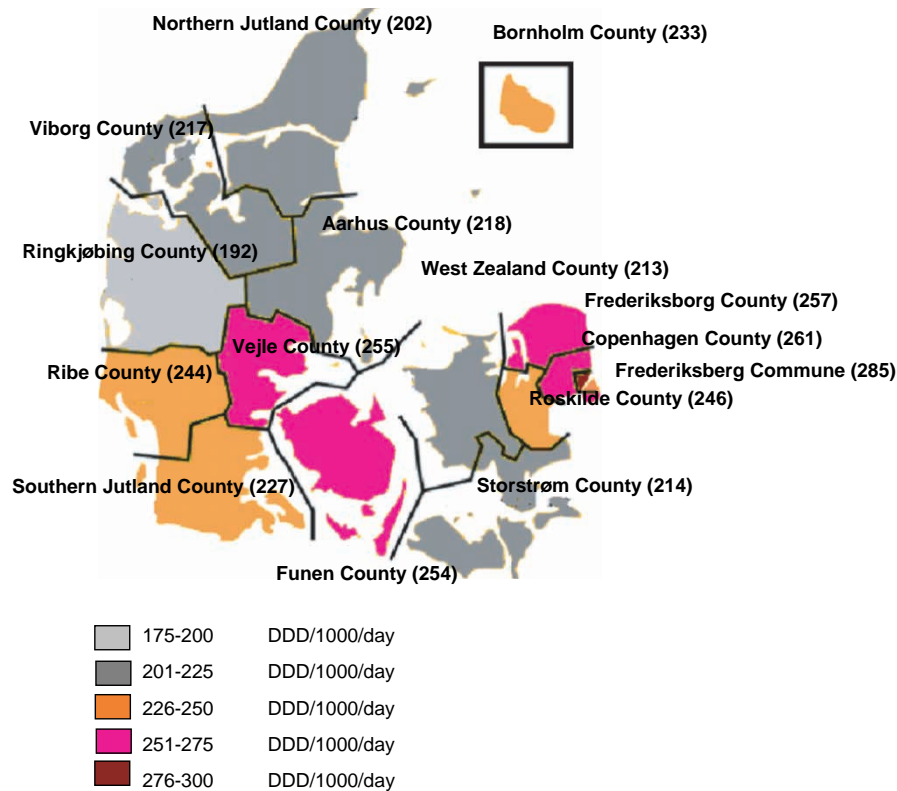 Northern Jutland County (202)
Bornholm County (233)
Viborg County (217)
Aarhus County (218)
Ringkjøbing County (192)
West Zealand County (213)
Frederiksborg County (257)
Copenhagen County (261)
Vejle County (255)
Ribe County (244)
Frederiksberg Commune (285)
Roskilde County (246)
Southern Jutland County (227)
Storstrøm County (214)
Funen County (254)
175-200 DDD/1000/day
201-225 DDD/1000/day
226-250 DDD/1000/day
251-275 DDD/1000/day
276-300 DDD/1000/day